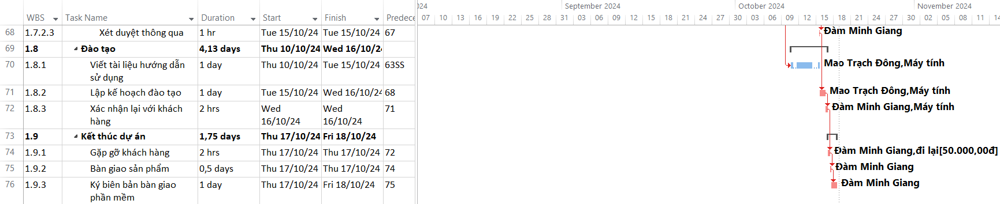 024 September 2024 October 2024 November 2024
WBS Task Name Duration Start Finish Predece 07 10 13 16 19 22 25 28 31 03 06 09 12 15 18 21 24 27 30 03 06 09 12 15 18 21 24 27 30 02 05 08 11 14
68 1.7.2.3 Xét duyệt thông qua 1 hr Tue 15/10/24 Tue 15/10/24 67 Đàm Minh Giang
69 1.8 Đào tạo 4,13 days Thu 10/10/24 Wed 16/10/2
70 1.8.1 Viết tài liệu hướng dẫn 1 day Thu 10/10/24 Tue 15/10/24 63SS Mao Trạch Đông,Máy tính
sử dụng
71 1.8.2 Lập kế hoạch đào tạo 1 day Tue 15/10/24 Wed 16/10/24 68 Mao Trạch Đông,Máy tính
72 1.8.3 Xác nhận lại với khách 2 hrs Wed Wed 71 Đàm Minh Giang,Máy tính
hàng 16/10/24 16/10/24
73 1.9 Kết thúc dự án 1,75 days Thu 17/10/24 Fri 18/10/24
74 1.9.1 Gặp gỡ khách hàng 2 hrs Thu 17/10/24 Thu 17/10/24 72 Đàm Minh Giang,đi lại[50.000,00đ]
75 1.9.2 Bàn giao sản phẩm 0,5 days Thu 17/10/24 Thu 17/10/24 74 Đàm Minh Giang
76 1.9.3 Ký biên bản bàn giao 1 day Thu 17/10/24 Fri 18/10/24 75 Đàm Minh Giang
phần mềm